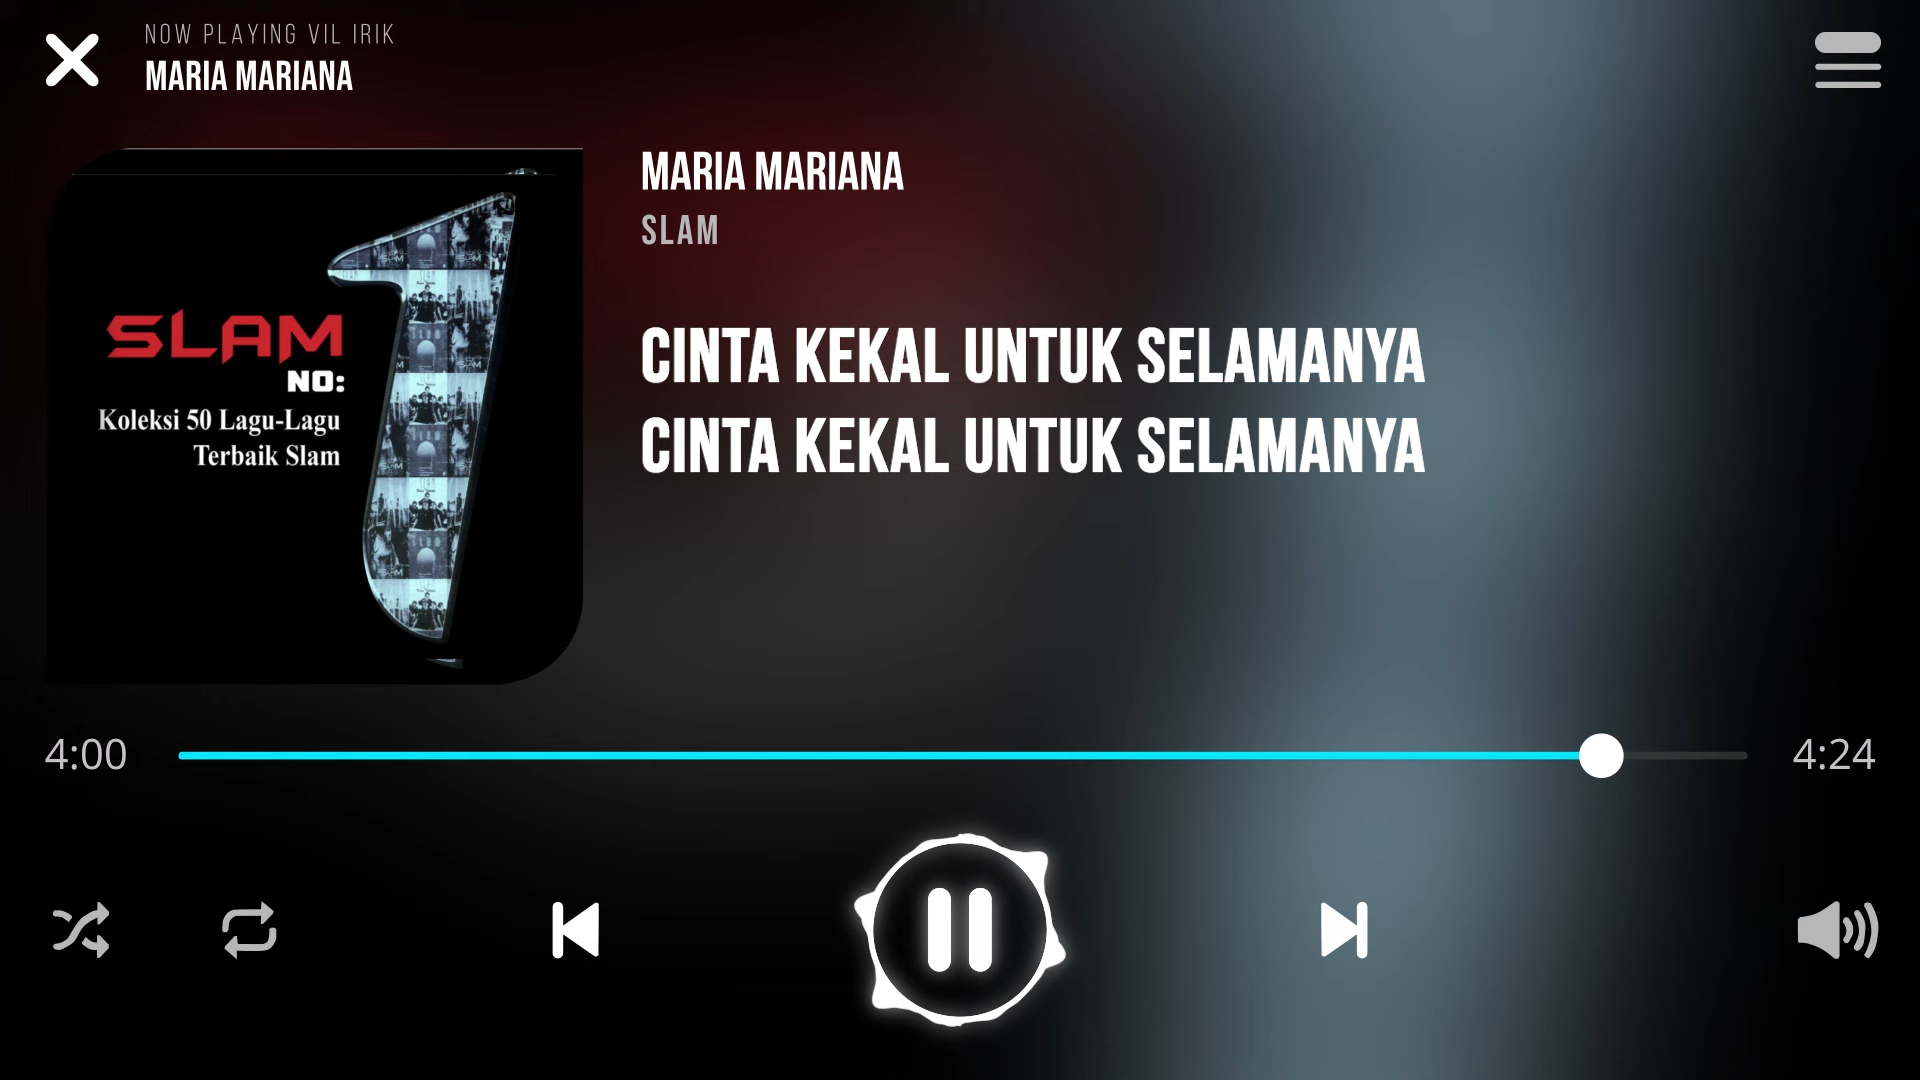 NOW PLAYING VIL IRIK
MARIA MARIANA
MARIA MARIANA
SLAM
SLAM
NO:
Koleksi 50 Lagu-Lagu
Terbaik Slam
1
CINTA KEKAL UNTUK SELAMANYA
CINTA KEKAL UNTUK SELAMANYA
4:00
4:24